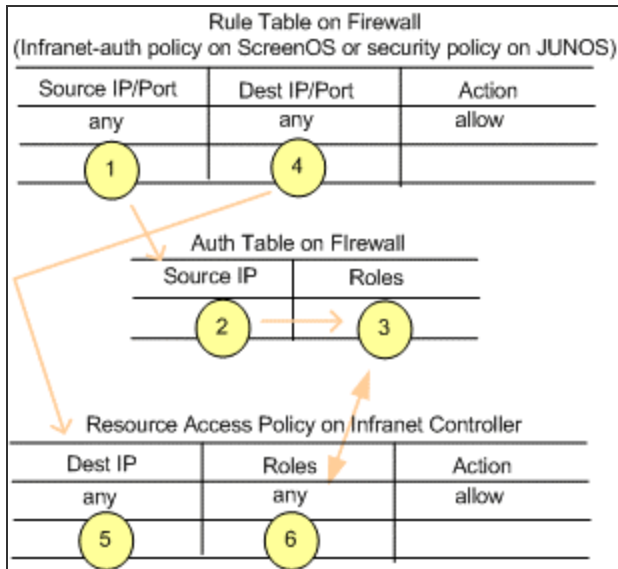 Rule Table on Firewall
(Infranet-auth policy on ScreenOS or security policy on JUNOS)
Source IP/Port Dest IP/Port Action
any any allow
1 4
Auth Table on FIrewall
Source IP Roles
2 3
Resource Access Policy on Infranet Controller
Dest IP Roles Action
any any allow
5 6